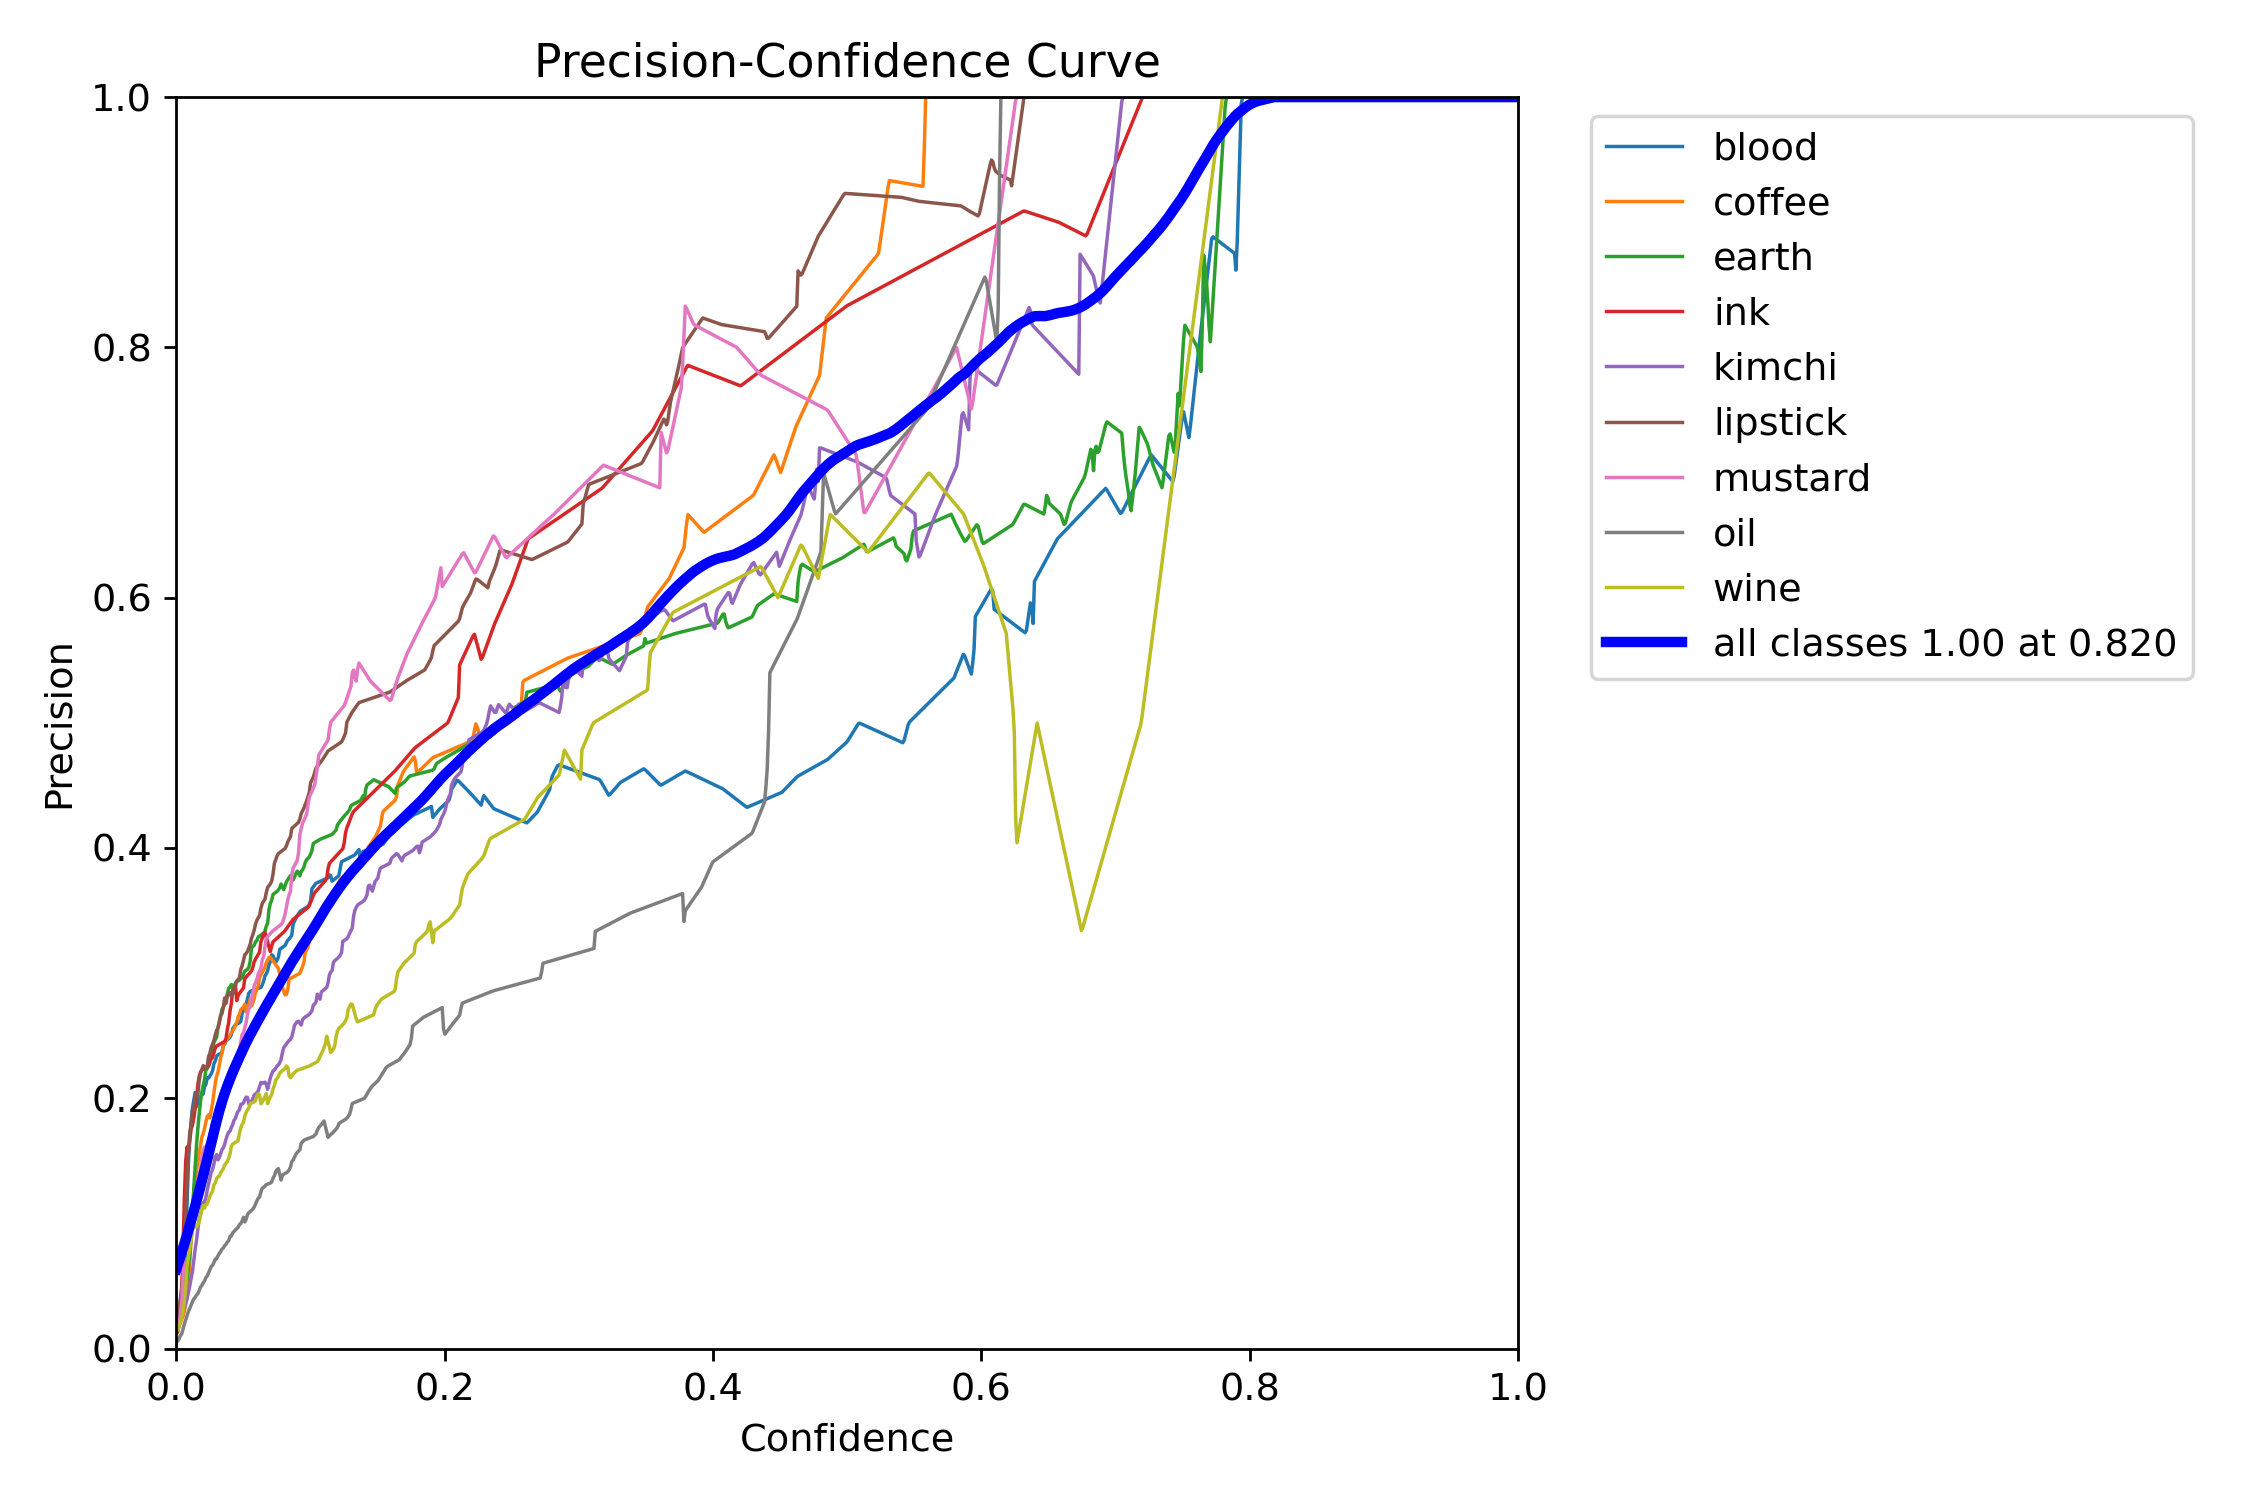 Precision-Confidence Curve
1.0
0.8
0.6
0.4
0.2
0.0
Precision
0.0 0.2 0.4 0.6 0.8 1.0
Confidence
blood
coffee
earth
ink
kimchi
lipstick
mustard
oil
wine
all classes 1.00 at 0.820